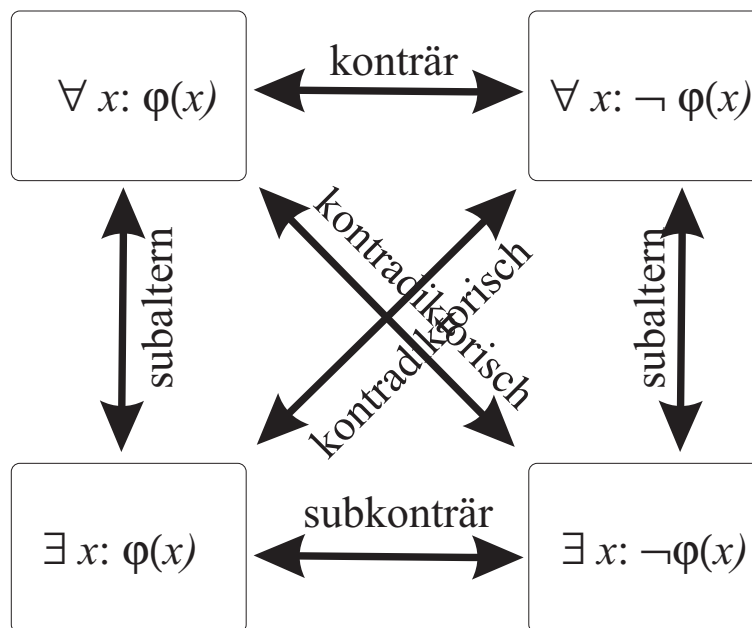 ∀ x: φ(x)
konträr
∀ x: ¬ φ(x)
kontradiktorisch
kontradiktorisch
subaltern
subaltern
∃ x: φ(x)
subkonträr
∃ x: ¬φ(x)